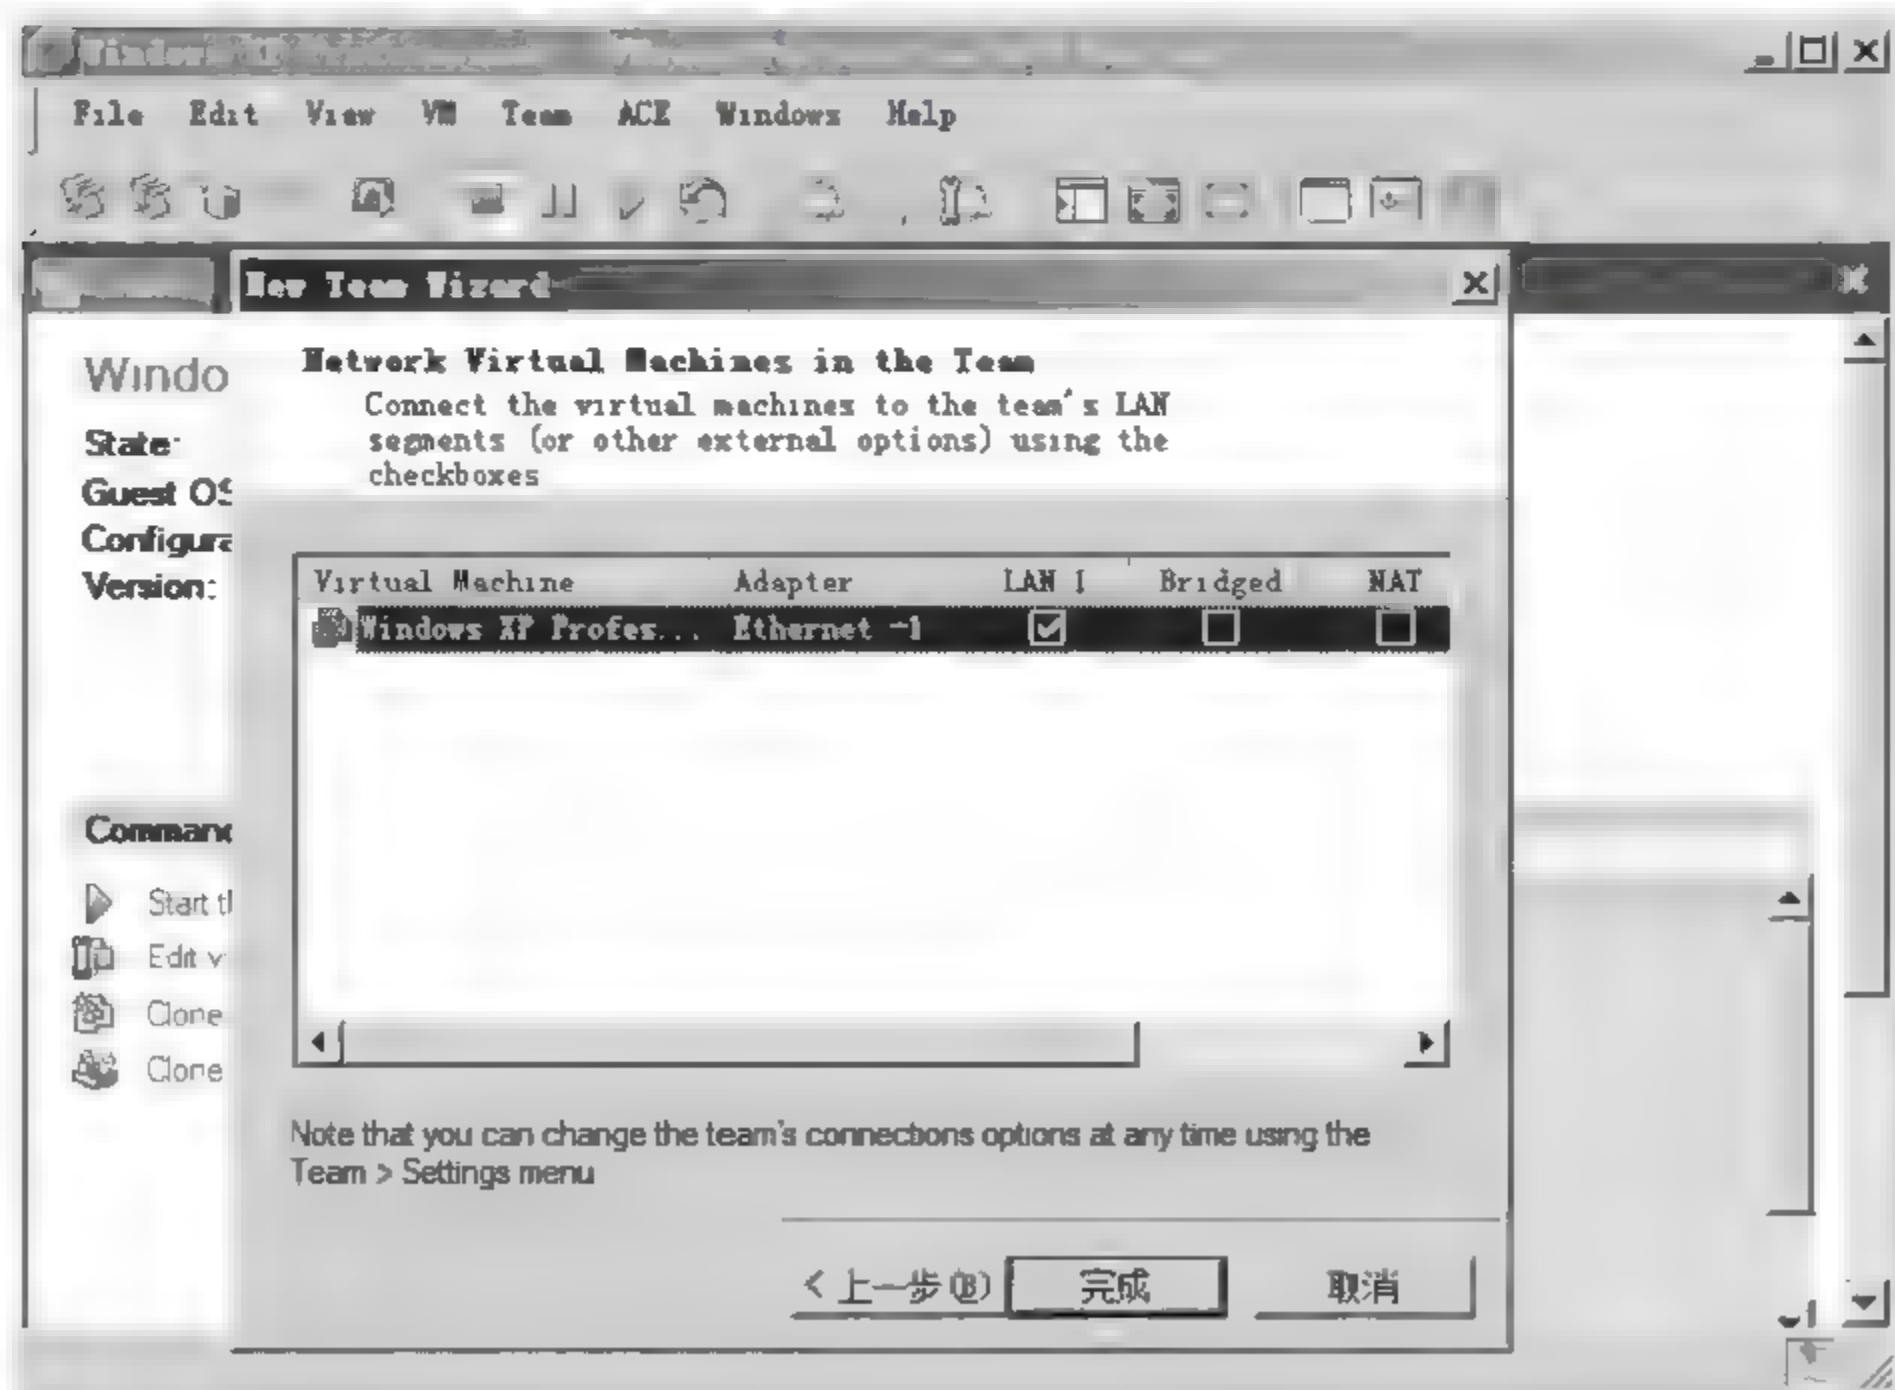 File Edit View VM Team ACE Windows Help
New Team Wizard
Windo
Network Virtual Machines in the Team
Connect the virtual machines to the team's LAN
segments (or other external options) using the
checkboxes
State:
Guest OS
Configura
Version:
Virtual Machine Adapter LAN 1 Bridged NAT
Windows XP Profes... Ethernet -1
Command
Start th
Edit v
Clone
Clone
Note that you can change the team's connections options at any time using the
Team > Settings menu
< 上一步(B) 完成 取消